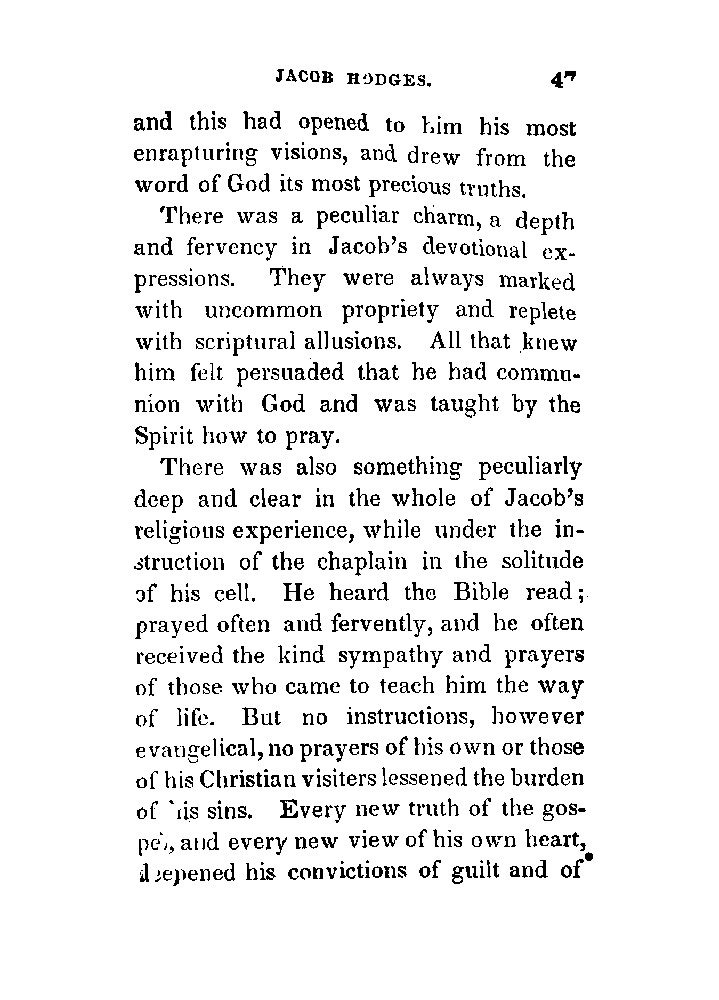 JACOB HODGES. 47
and this had opened to him his most
enrapturing visions, and drew from the
word of God its most precious truths.
There was a peculiar charm, a depth
and fervency in Jacob's devotional ex-
pressions. They were always marked
with uncommon propriety and replete
with scriptural allusions. All that knew
him felt persuaded that he had commu-
nion with God and was taught by the
Spirit how to pray.
There was also something peculiarly
deep and clear in the whole of Jacob's
religious experience, while under the in-
struction of the chaplain in the solitude
of his cell. He heard the Bible read;
prayed often and fervently, and he often
received the kind sympathy and prayers
of those who came to teach him the way
of life. But no instructions, however
evangelical, no prayers of his own or those
of his Christian visiters lessened the burden
of his sins. Every new truth of the gos-
pel, and every new view of his own heart,
deepened his convictions of guilt and of